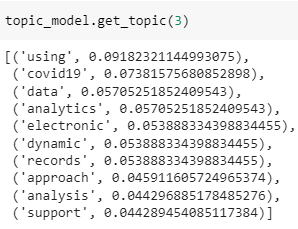 topic_model.get_topic(3)
[('using', 0.09182321144993075),
('covid19', 0.07381575680852898),
('data', 0.05705251852409543),
('analytics', 0.05705251852409543),
('electronic', 0.053888334398834455),
('dynamic', 0.053888334398834455),
('records', 0.053888334398834455),
('approach', 0.045911605724965374),
('analysis', 0.044296885178485276),
('support', 0.044289454085117384)]